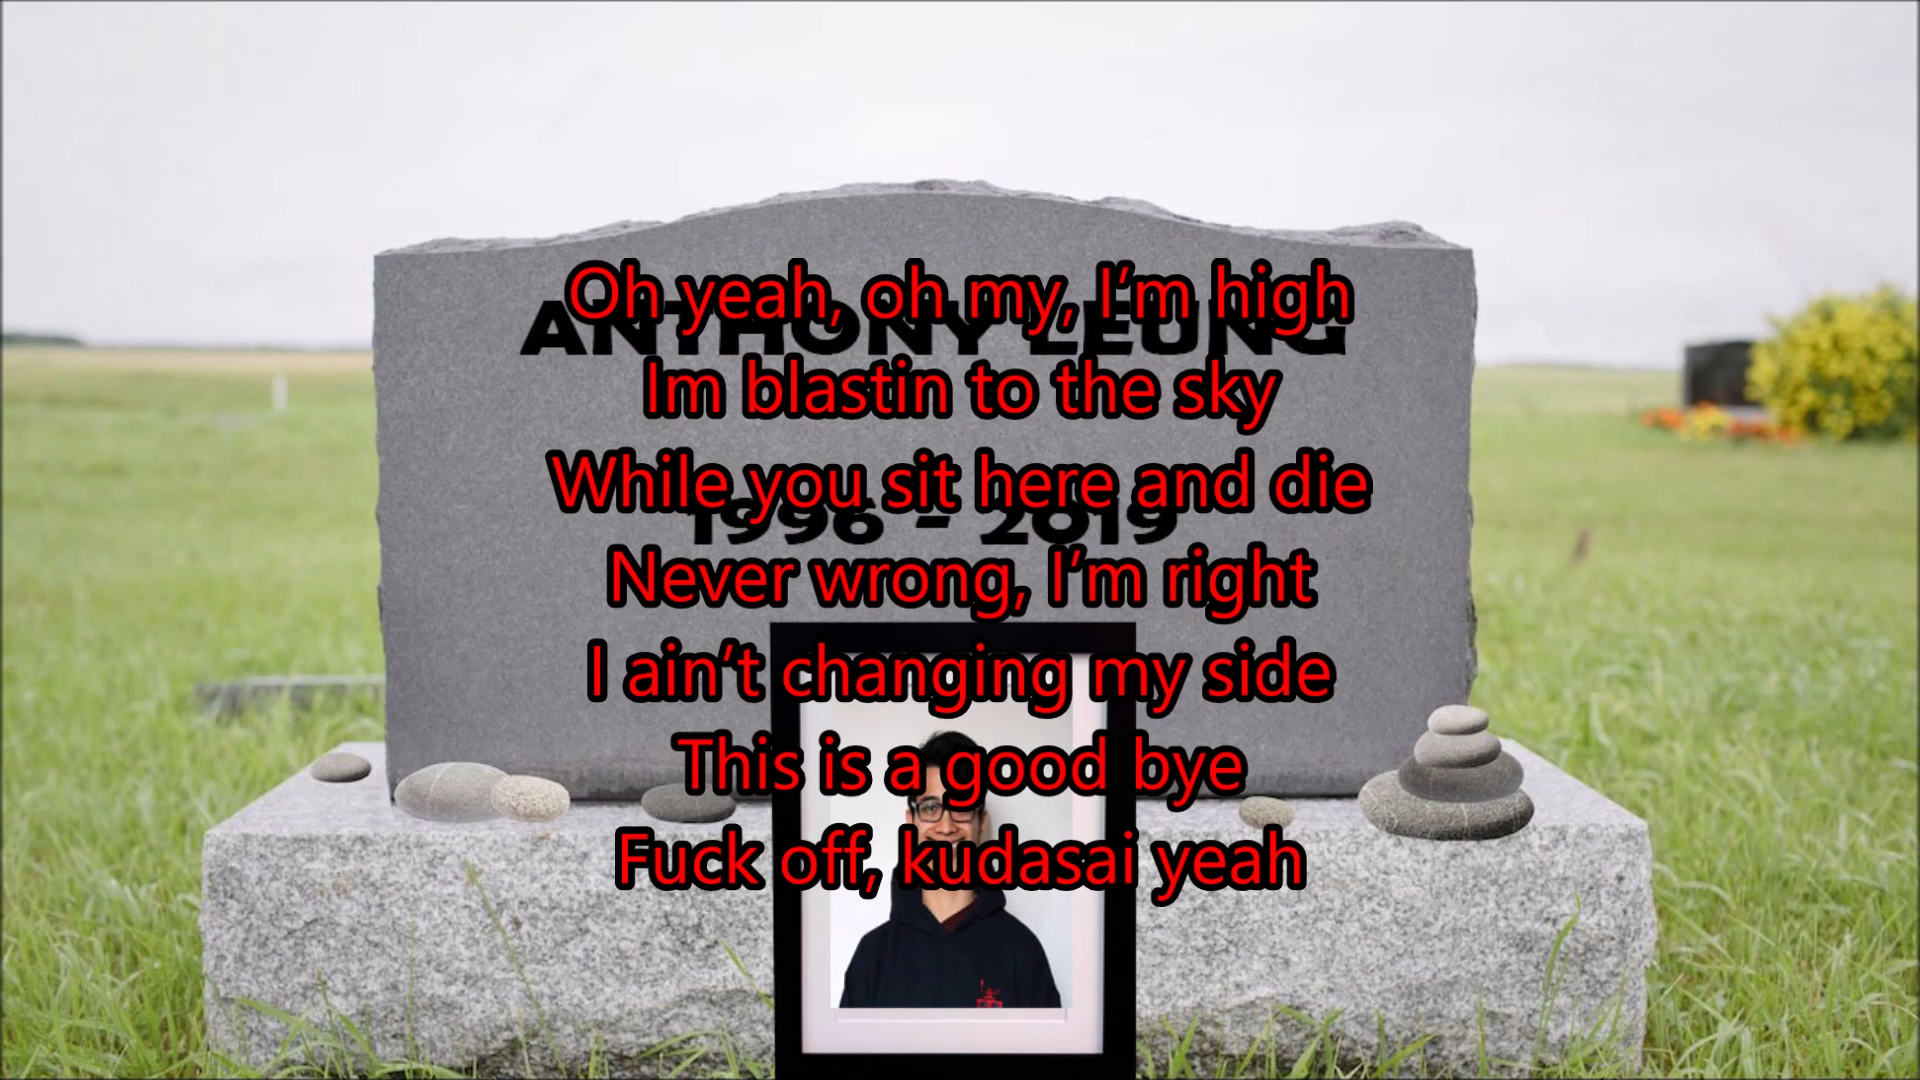 Oh yeah, oh my, I’m high
ANTHONY LEUNG
Im blastin to the sky
While you sit here and die
1996 - 2019
Never wrong, I’m right
I ain’t changing my side
This is a good bye
Fuck off, kudasai yeah